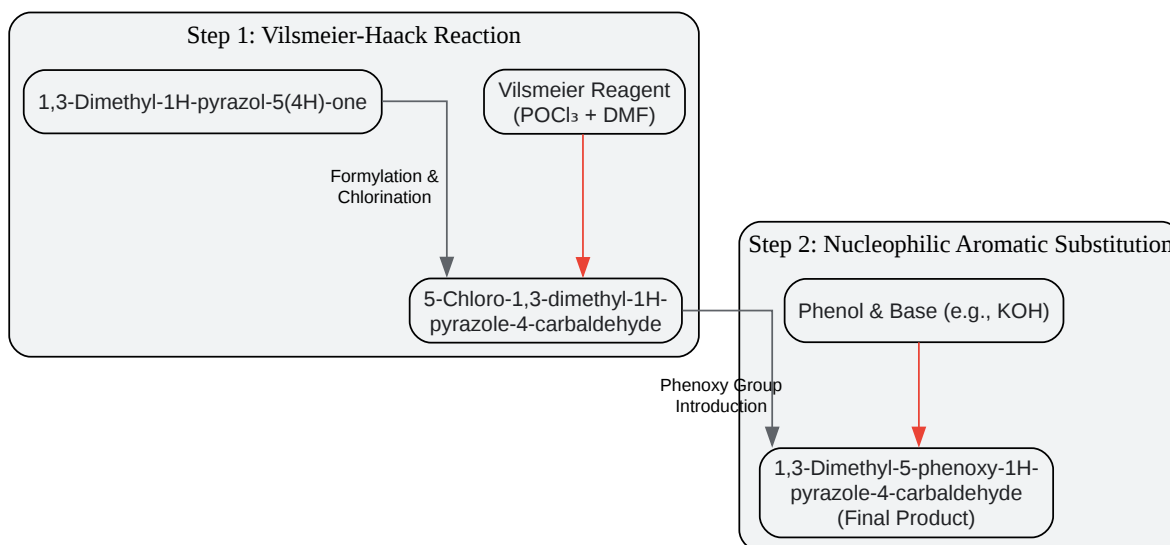 Step 1: Vilsmeier-Haack Reaction
1,3-Dimethyl-1H-pyrazol-5(4H)-one
Vilsmeier Reagent
(POCl₃ + DMF)
Formylation &
Chlorination
5-Chloro-1,3-dimethyl-1H-
pyrazole-4-carbaldehyde
Step 2: Nucleophilic Aromatic Substitution
Phenol & Base (e.g., KOH)
Phenoxy Group
Introduction
1,3-Dimethyl-5-phenoxy-1H-
pyrazole-4-carbaldehyde
(Final Product)